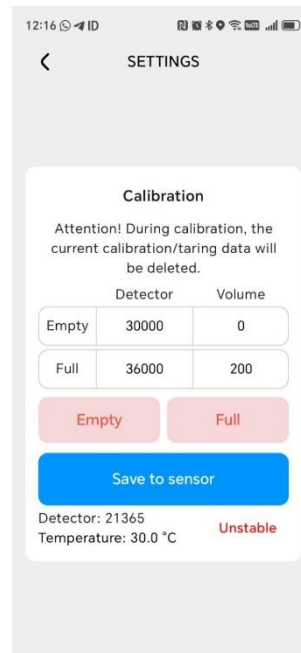 12:16 ID
SETTINGS
Calibration
Attention! During calibration, the
current calibration/taring data will
be deleted.
Detector Volume
Empty 30000 0
Full 36000 200
Empty Full
Save to sensor
Detector: 21365
Temperature: 30.0 °C
Unstable